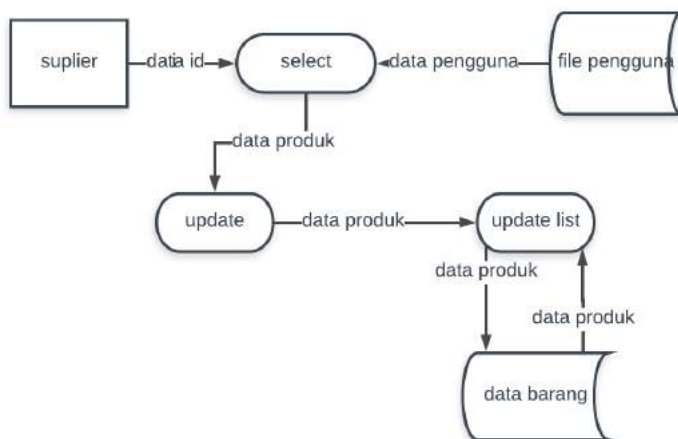 suplier
datia id
select
data pengguna
file pengguna
data produk
update
data produk
update list
data produk
data produk
data barang